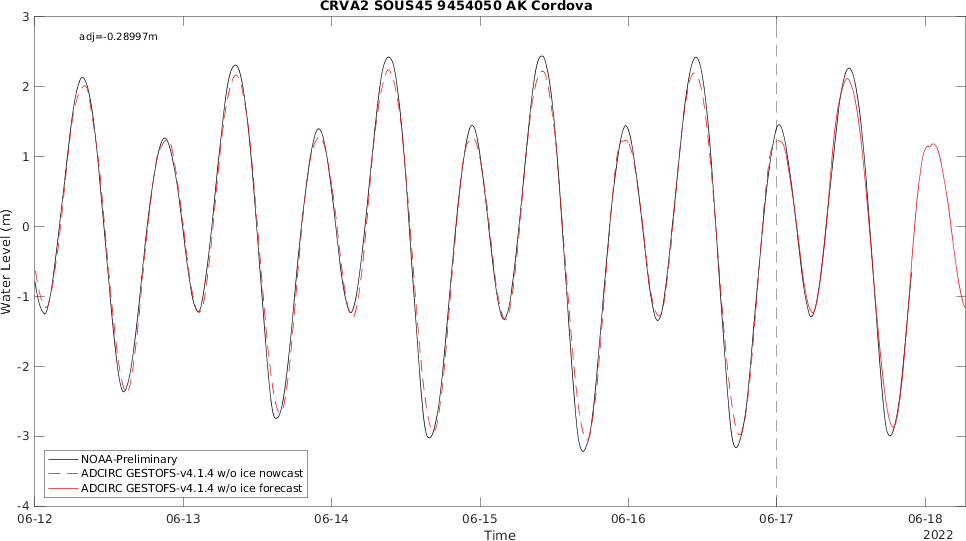 CRVA2 SOUS45 9454050 AK Cordova
adj=-0.28997m
3
2
1
0
-1
-2
-3
-4
Water Level (m)
NOAA-Preliminary
ADCIRC GESTOFS-v4.1.4 w/o ice nowcast
ADCIRC GESTOFS-v4.1.4 w/o ice forecast
06-12 06-13 06-14 06-15 06-16 06-17 06-18
Time
2022